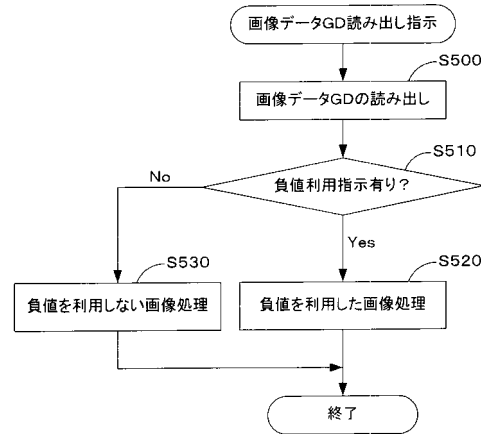 画像データGD読み出し指示
S500
画像データGDの読み出し
S510
負値利用指示有り?
No
Yes
S530
S520
負値を利用しない画像処理
負値を利用した画像処理
終了